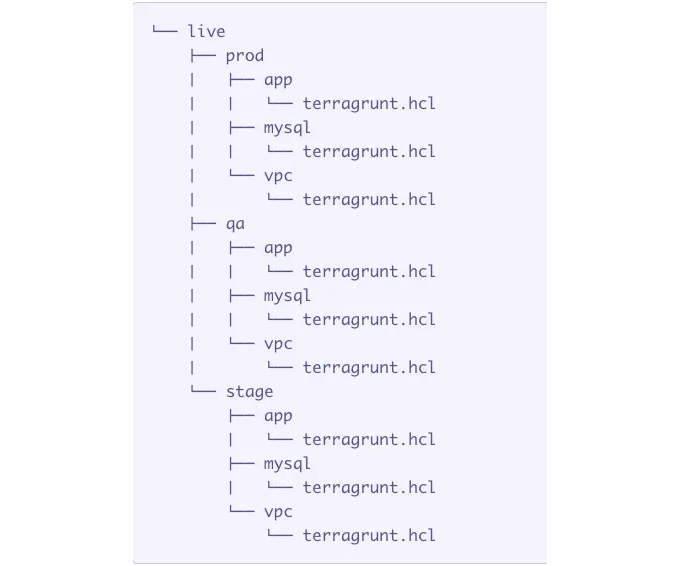 └── live
    ├── prod
    │   ├── app
    │   │   └── terragrunt.hcl
    │   ├── mysql
    │   │   └── terragrunt.hcl
    │   └── vpc
    │       └── terragrunt.hcl
    ├── qa
    │   ├── app
    │   │   └── terragrunt.hcl
    │   ├── mysql
    │   │   └── terragrunt.hcl
    │   └── vpc
    │       └── terragrunt.hcl
    └── stage
        ├── app
        │   └── terragrunt.hcl
        ├── mysql
        │   └── terragrunt.hcl
        └── vpc
            └── terragrunt.hcl